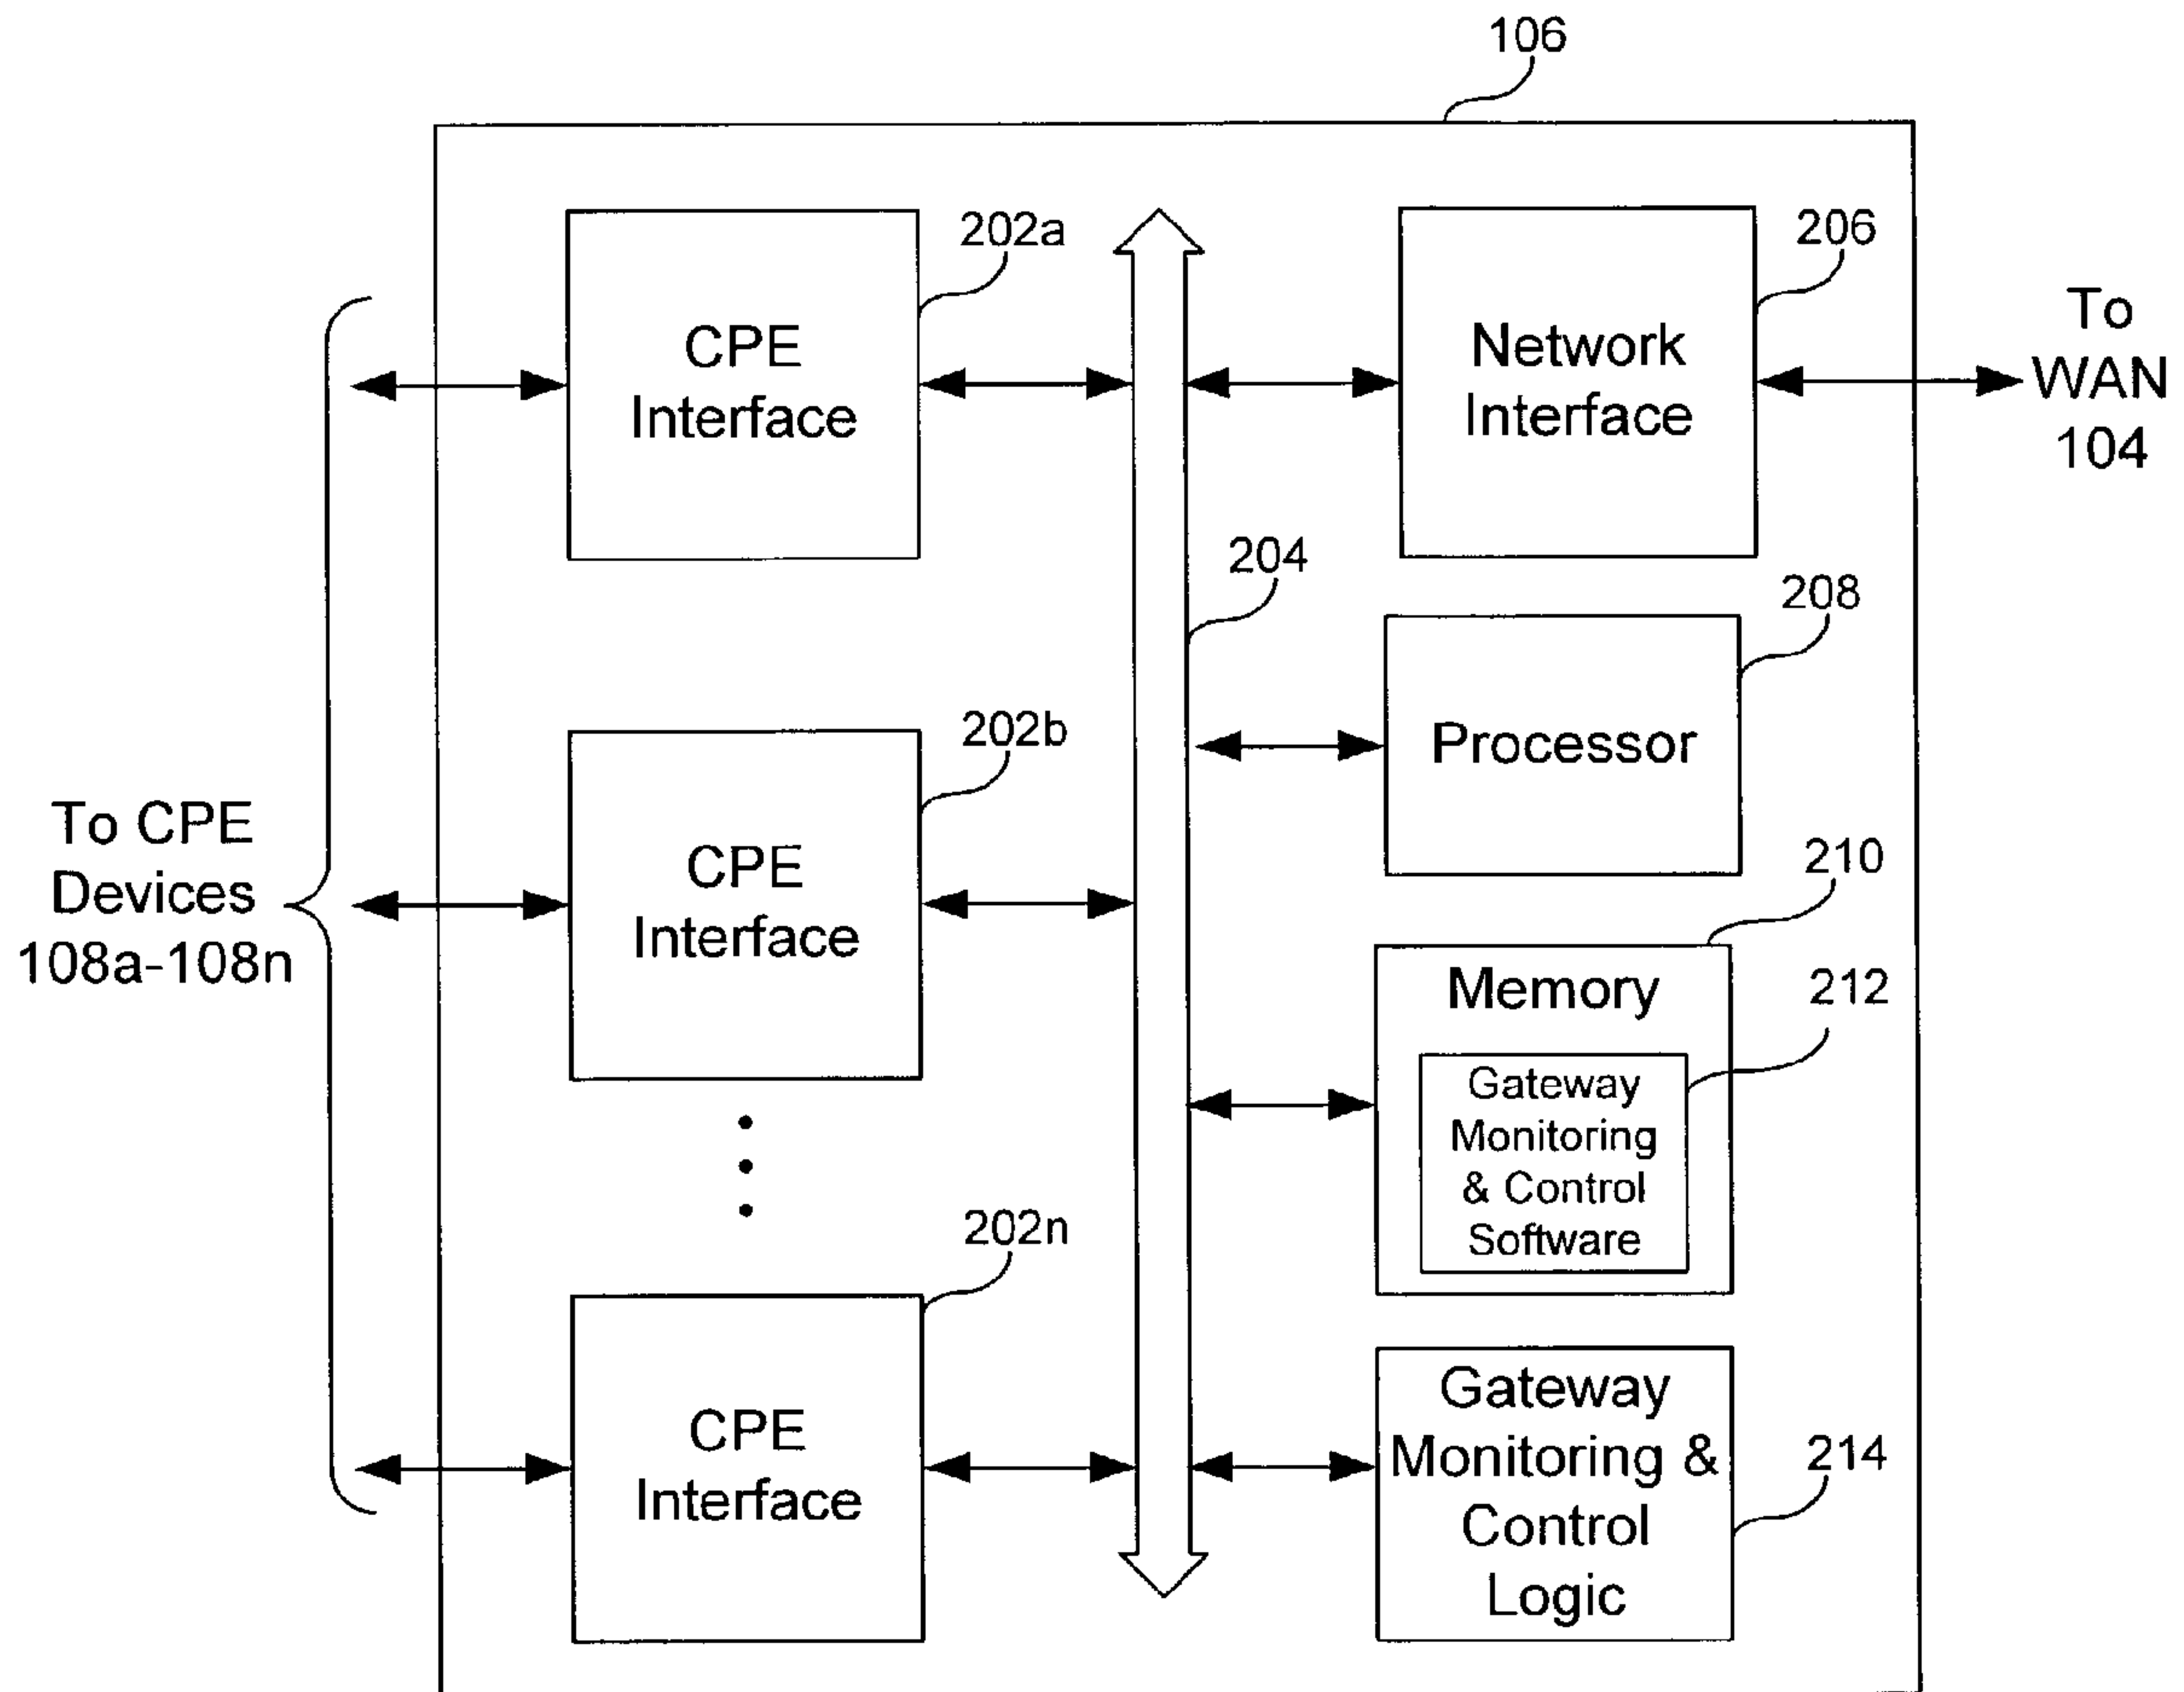 106
202a
CPE
Interface
206
Network
Interface
To
WAN
104
204
208
Processor
202b
CPE
Interface
To CPE
Devices
108a-108n
210
Memory
212
Gateway
Monitoring
& Control
Software
202n
CPE
Interface
Gateway
Monitoring &
Control
Logic
214